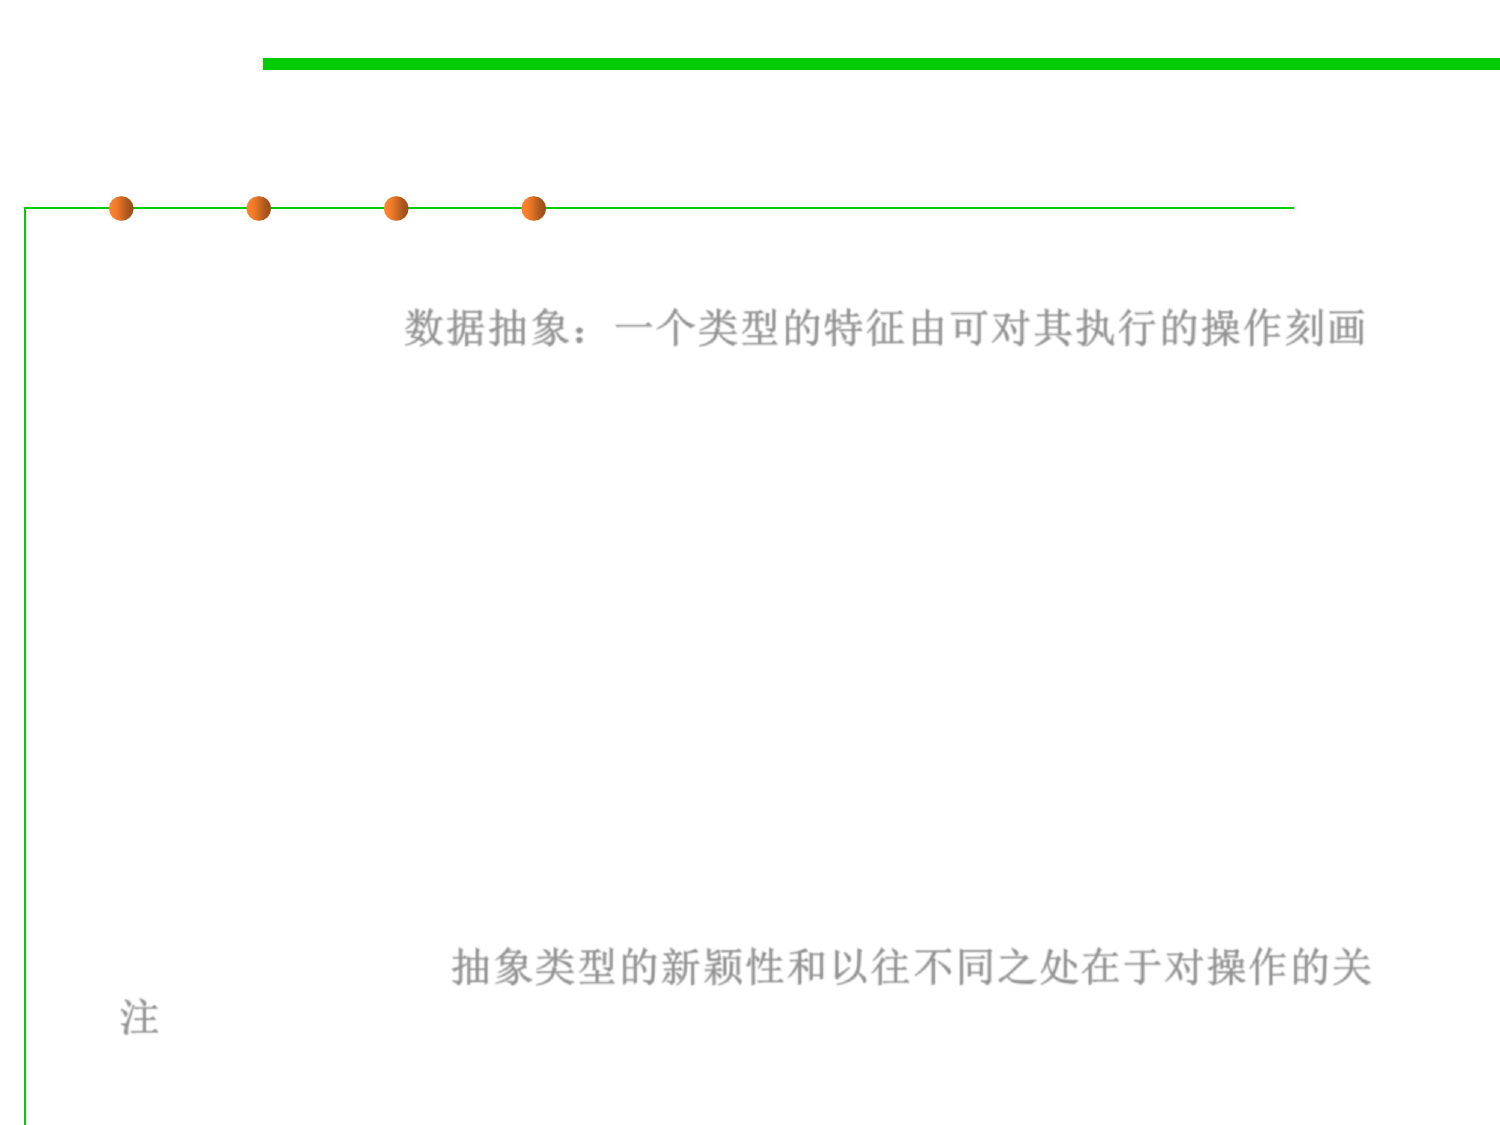 数据抽象：一个类型的特征由可对其执行的操作刻画
抽象类型的新颖性和以往不同之处在于对操作的关
注